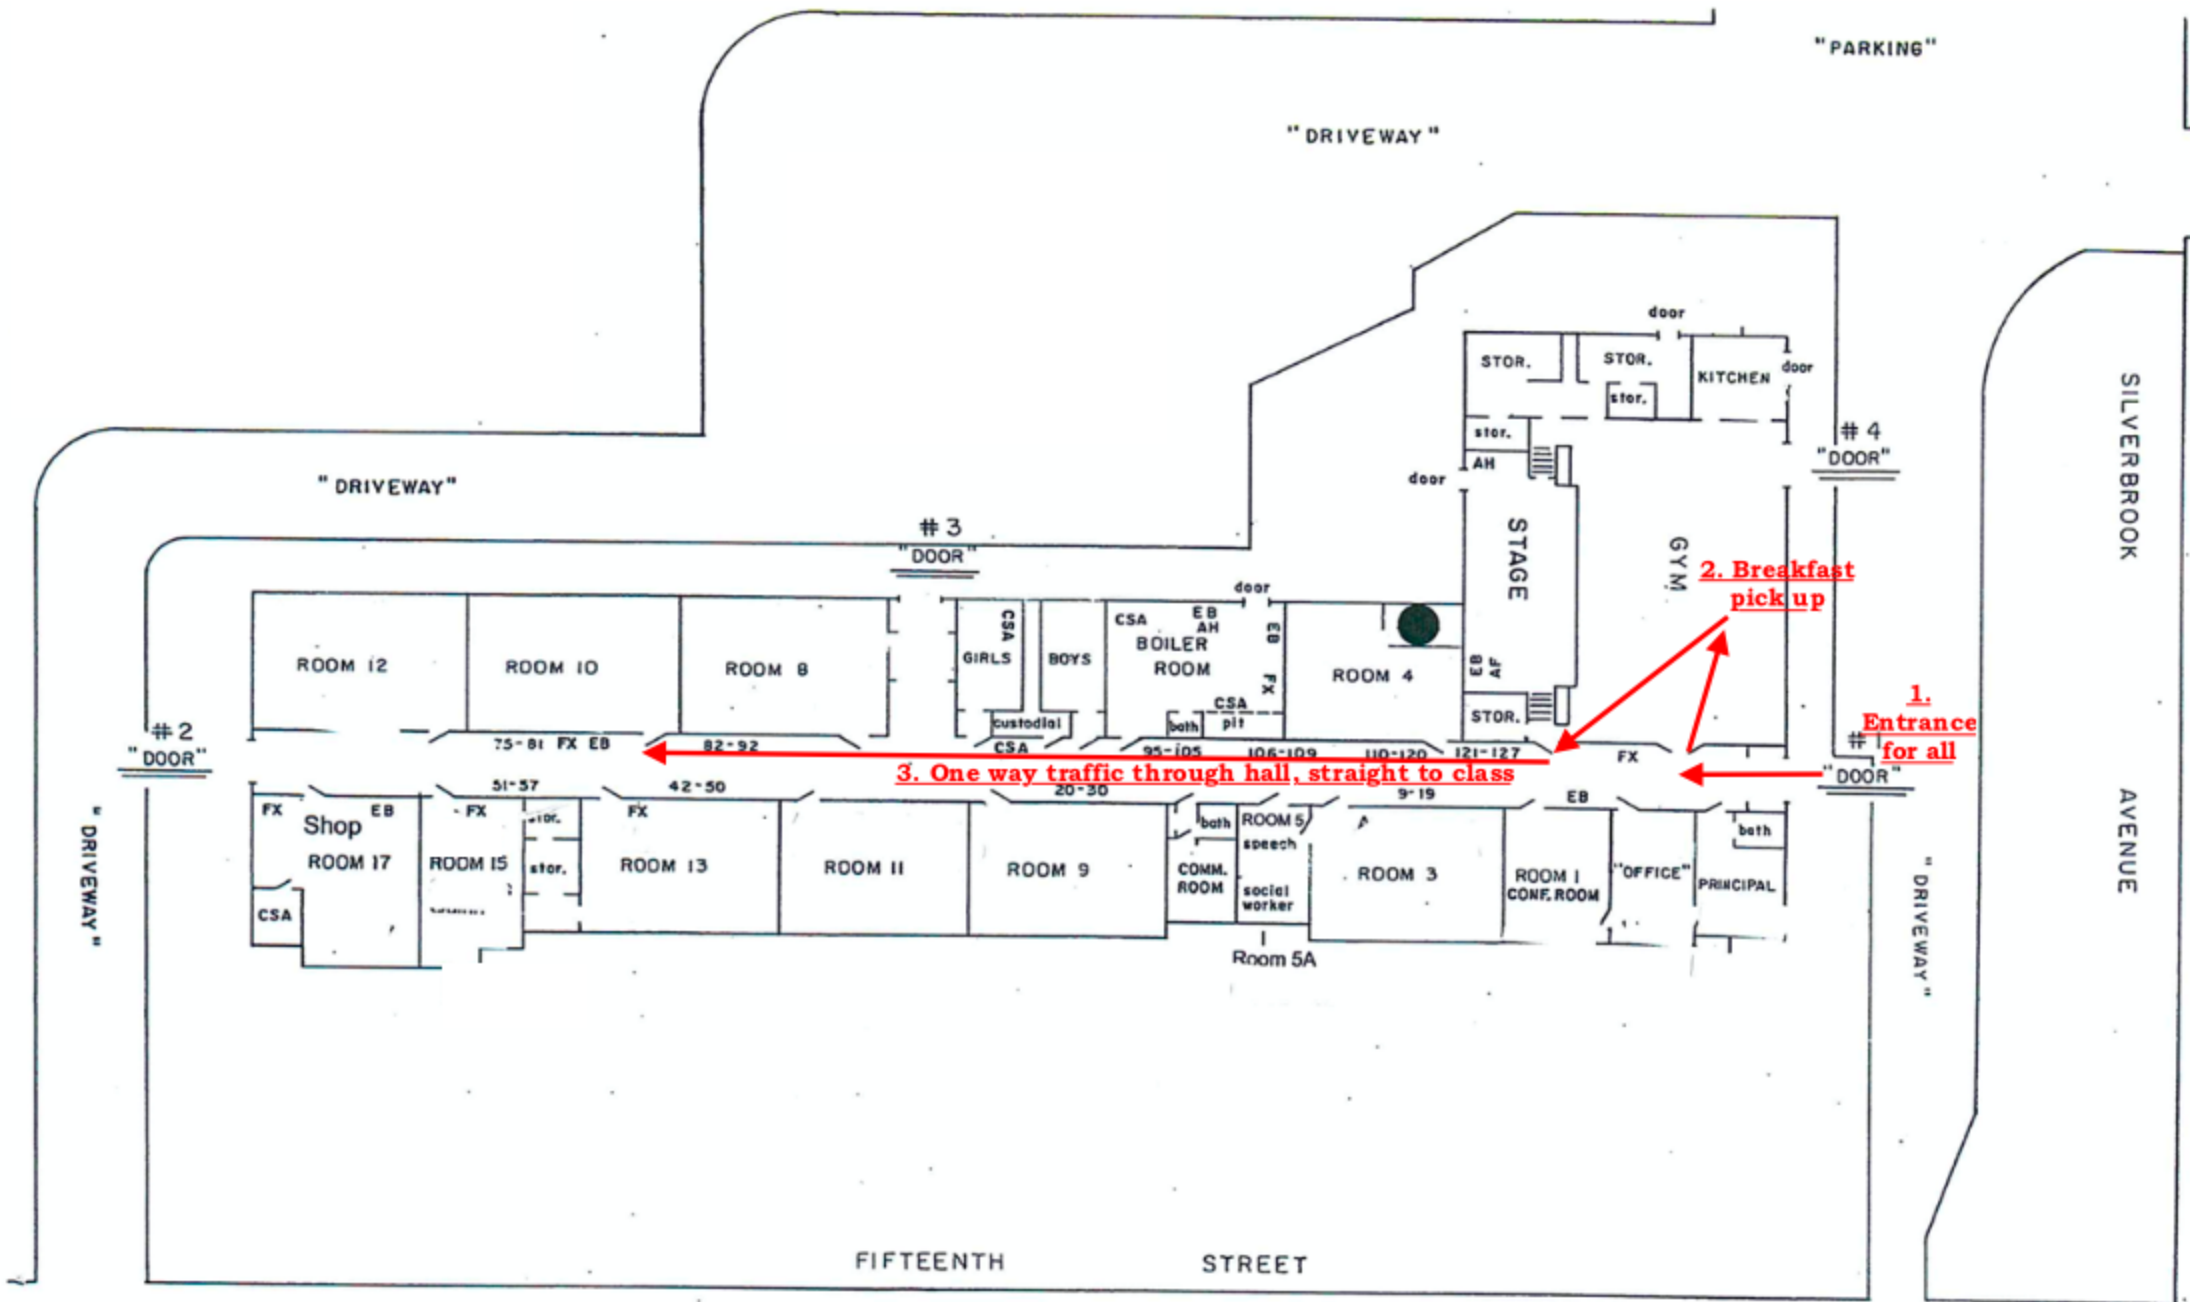 "PARKING"
"DRIVEWAY"
door
STOR.
STOR.
KITCHEN
door
stor.
stor.
AH
door
# 4
"DOOR"
SILVERBROOK
AVENUE
"DRIVEWAY"
# 3
"DOOR"
STAGE
GYM
2. Breakfast
pick up
door
ROOM 12
ROOM 10
ROOM 8
CSA
GIRLS
BOYS
CSA
EB
AH
BOILER
ROOM
EB
FX
CSA
pit
bath
custodial
ROOM 4
EB
AF
STOR.
1.
Entrance
for all
#
"DOOR"
# 2
"DOOR"
75-81 FX EB
82-92
CSA
95-105
106-109
110-120
121-127
FX
3. One way traffic through hall, straight to class
51-57
42-50
20-30
9-19
EB
FX
EB
Shop
ROOM 17
CSA
FX
ROOM 15
stor.
FX
ROOM 13
ROOM 11
ROOM 9
bath
COMM.
ROOM
ROOM 5
speech
social
worker
Room 5A
ROOM 3
ROOM 1
CONF. ROOM
"OFFICE"
bath
PRINCIPAL
"DRIVEWAY"
"DRIVEWAY"
FIFTEENTH STREET